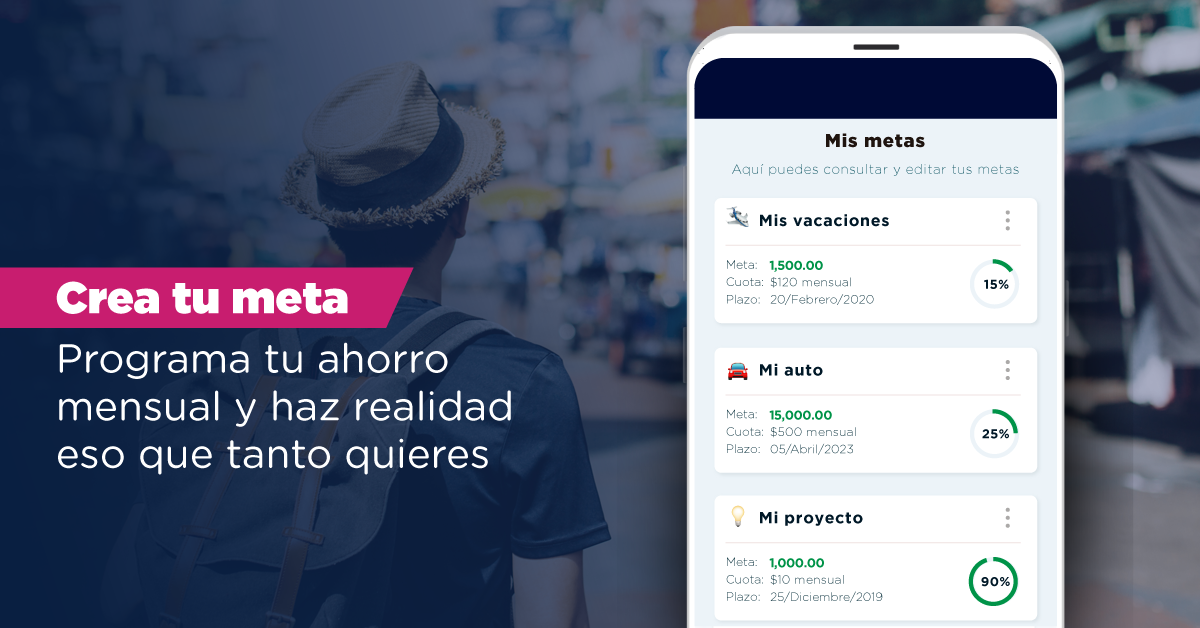 Crea tu meta
Programa tu ahorro
mensual y haz realidad
eso que tanto quieres
Mis metas
Aquí puedes consultar y editar tus metas
Mis vacaciones
Meta: 1,500.00
Cuota: $120 mensual
Plazo: 20/Febrero/2020
15%
Mi auto
Meta: 15,000.00
Cuota: $500 mensual
Plazo: 05/Abril/2023
25%
Mi proyecto
Meta: 1,000.00
Cuota: $10 mensual
Plazo: 25/Diciembre/2019
90%